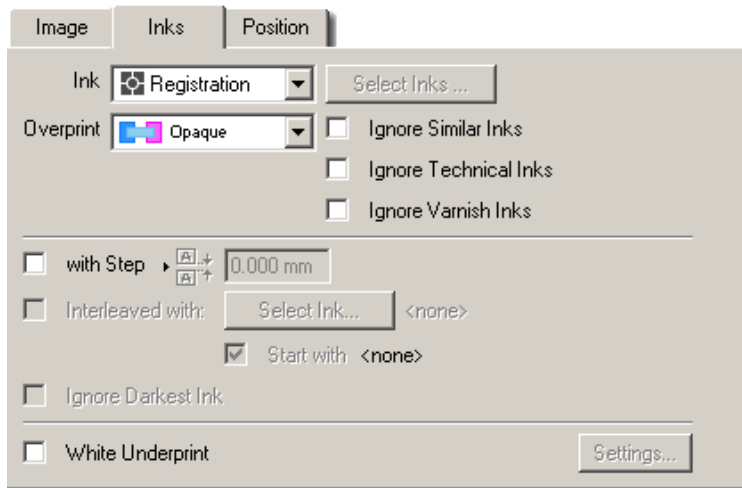 Image Inks Position
Ink Registration Select Inks ...
Overprint Opaque Ignore Similar Inks
Ignore Technical Inks
Ignore Varnish Inks
with Step A A 0.000 mm
Interleaved with: Select Ink... <none>
Start with <none>
Ignore Darkest Ink
White Underprint Settings...